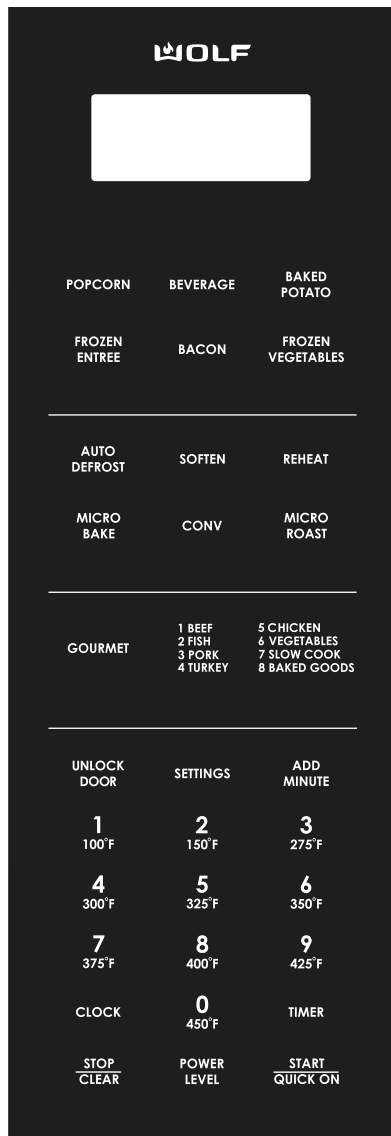 WOLF
POPCORN
BEVERAGE
BAKED
POTATO
FROZEN
ENTREE
BACON
FROZEN
VEGETABLES
AUTO
DEFROST
SOFTEN
REHEAT
MICRO
BAKE
CONV
MICRO
ROAST
GOURMET
1 BEEF
2 FISH
3 PORK
4 TURKEY
5 CHICKEN
6 VEGETABLES
7 SLOW COOK
8 BAKED GOODS
UNLOCK
DOOR
SETTINGS
ADD
MINUTE
1
100°F
2
150°F
3
275°F
4
300°F
5
325°F
6
350°F
7
375°F
8
400°F
9
425°F
CLOCK
0
450°F
TIMER
STOP
CLEAR
POWER
LEVEL
START
QUICK ON